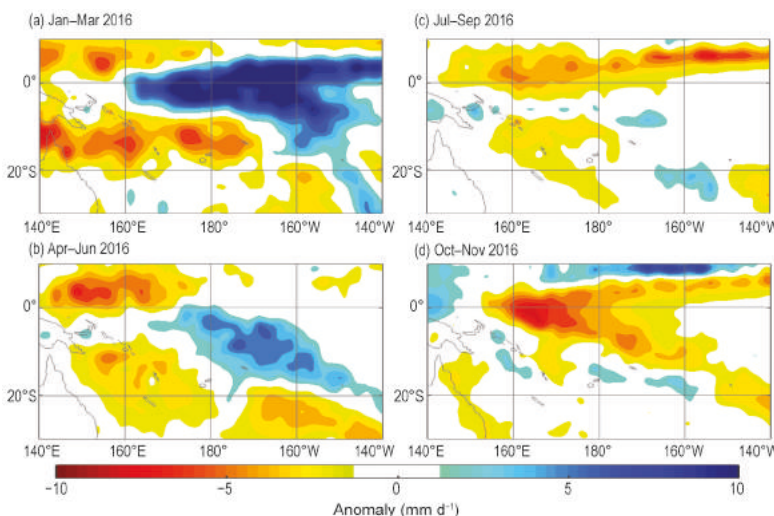 (a) Jan–Mar 2016
0°
20°S
140°E 160°E 180° 160°W 140°W
(b) Apr–Jun 2016
0°
20°S
140°E 160°E 180° 160°W 140°W
(c) Jul–Sep 2016
0°
20°S
140°E 160°E 180° 160°W 140°W
(d) Oct–Nov 2016
0°
20°S
140°E 160°E 180° 160°W 140°W
−10 −5 0 5 10
Anomaly (mm d⁻¹)